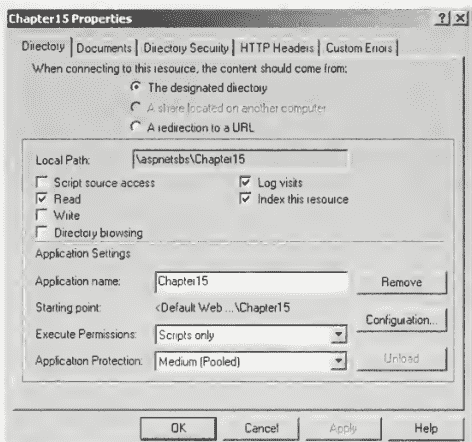 Chapter15 Properties
Directory Documents Directory Security HTTP Headers Custom Errors
When connecting to this resource, the content should come from:
The designated directory
A share located on another computer
A redirection to a URL
Local Path: \aspnetsbs\Chapter15
Script source access Log visits
Read Index this resource
Write
Directory browsing
Application Settings
Application name: Chapter15 Remove
Starting point: <Default Web ...\Chapter15
Configuration...
Execute Permissions: Scripts only
Application Protection: Medium (Pooled) Unload
OK Cancel Apply Help